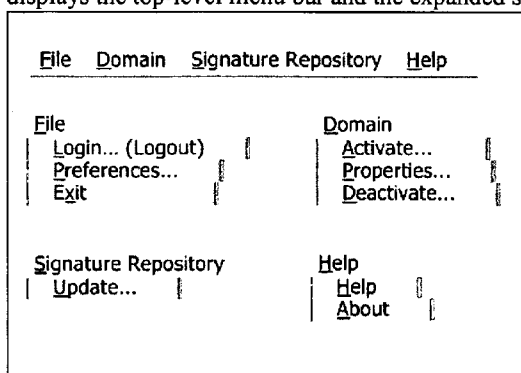 displays the top-level menu bar and the expanded s
File Domain Signature Repository Help
File
Login... (Logout)
Preferences...
Exit
Domain
Activate...
Properties...
Deactivate...
Signature Repository
Update...
Help
Help
About